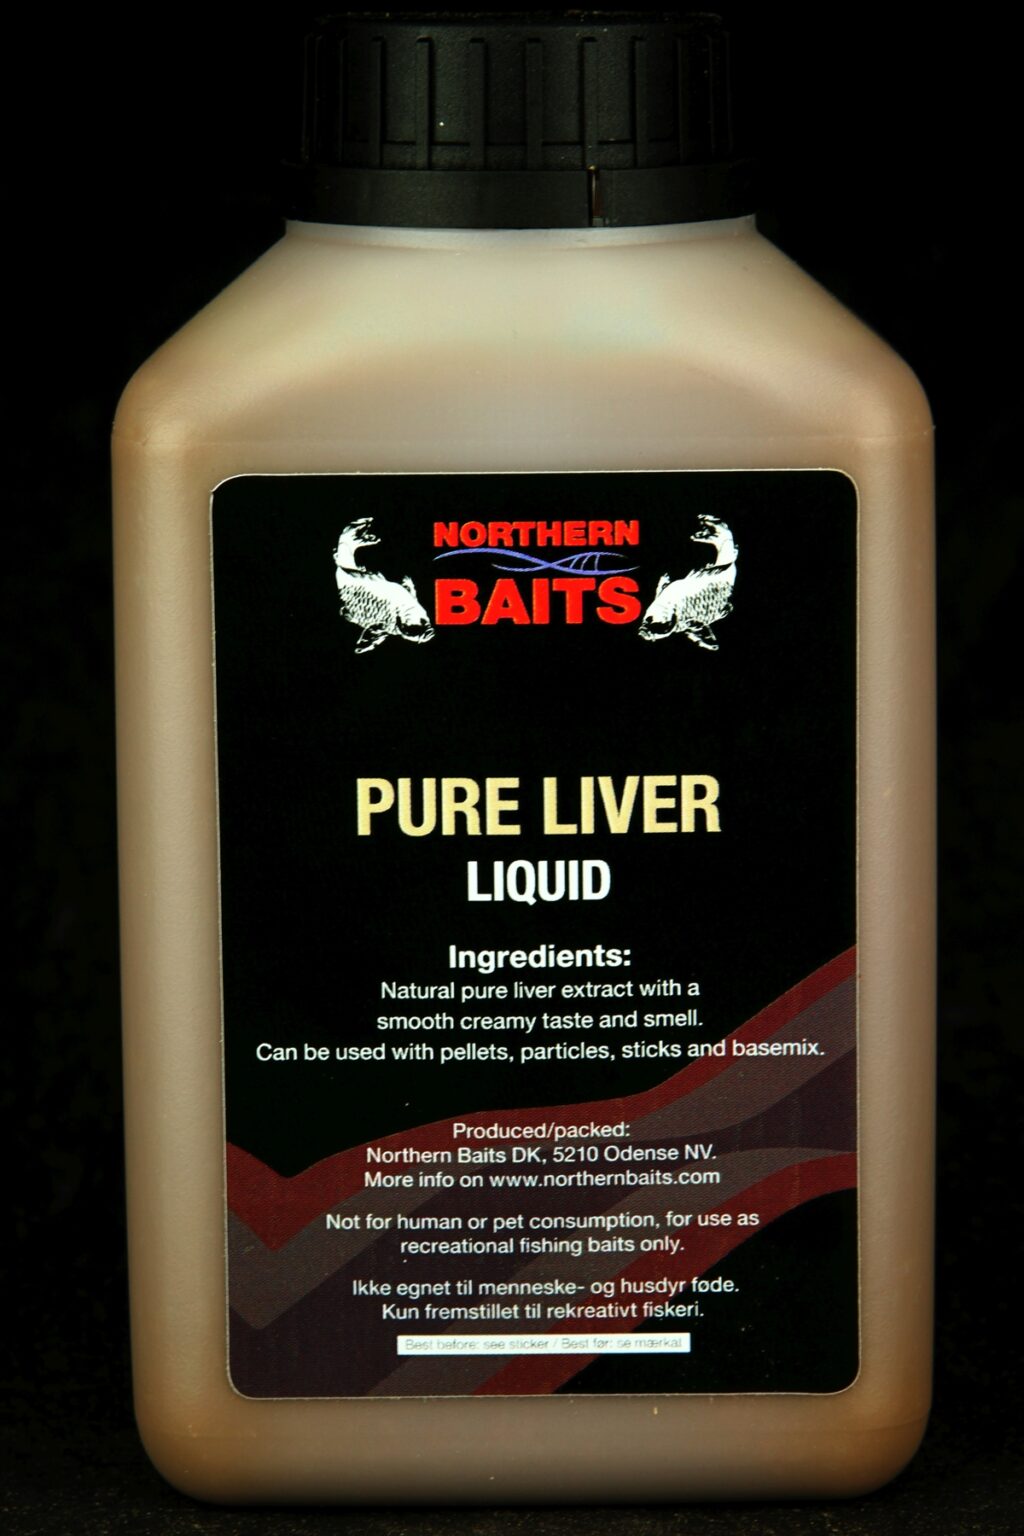 NORTHERN
BAITS
PURE LIVER
LIQUID
Ingredients:
Natural pure liver extract with a
smooth creamy taste and smell.
Can be used with pellets, particles, sticks and basemix.
Produced/packed:
Northern Baits DK, 5210 Odense NV.
More info on www.northernbaits.com
Not for human or pet consumption, for use as
recreational fishing baits only.
Ikke egnet til menneske- og husdyr føde.
Kun fremstillet til rekreativt fiskeri.
Best before: see sticker / Best før: se mærkat